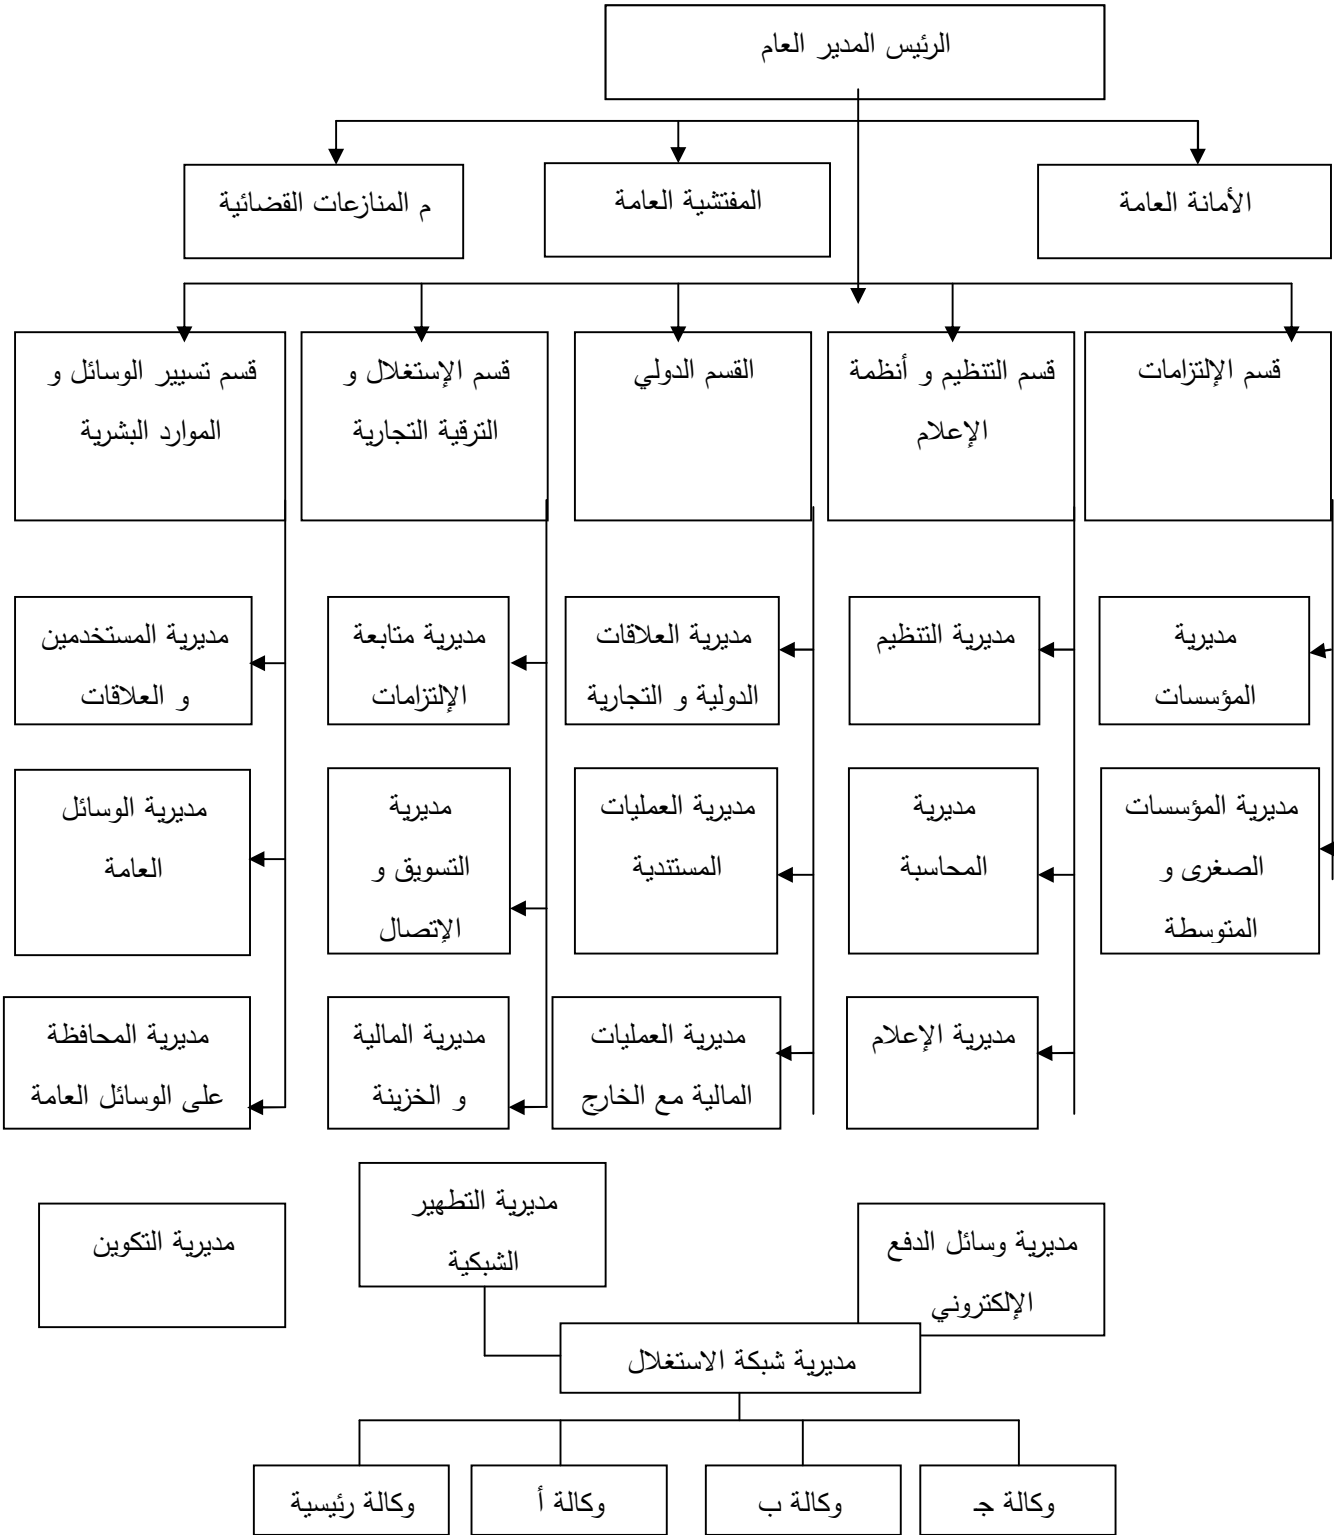 الرئيس المدير العام
الأمانة العامة
المفتشية العامة
م المنازعات القضائية
قسم الإلتزامات
قسم التنظيم و أنظمة
الإعلام
القسم الدولي
قسم الإستغلال و
الترقية التجارية
قسم تسيير الوسائل و
الموارد البشرية
مديرية
المؤسسات
مديرية التنظيم
مديرية العلاقات
الدولية و التجارية
مديرية متابعة
الإلتزامات
مديرية المستخدمين
و العلاقات
مديرية المؤسسات
الصغرى و
المتوسطة
مديرية
المحاسبة
مديرية العمليات
المستندية
مديرية
التسويق و
الإتصال
مديرية الوسائل
العامة
مديرية الإعلام
مديرية العمليات
المالية مع الخارج
مديرية المالية
و الخزينة
مديرية المحافظة
على الوسائل العامة
مديرية وسائل الدفع
الإلكتروني
مديرية التطهير
الشبكية
مديرية التكوين
مديرية شبكة الاستغلال
وكالة جـ
وكالة ب
وكالة أ
وكالة رئيسية